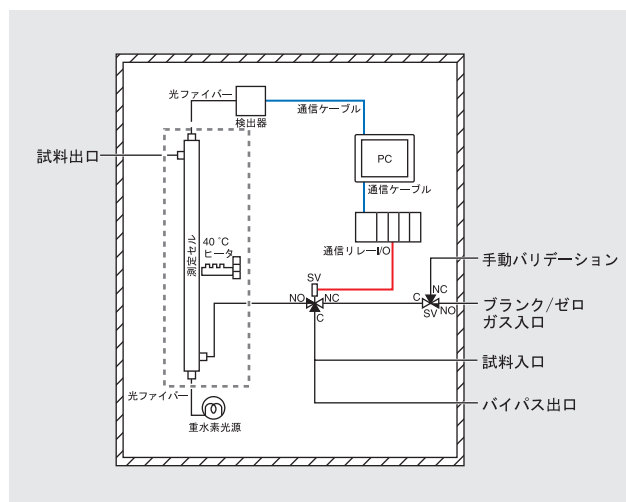 光ファイバー
検出器
通信ケーブル
試料出口
PC
通信ケーブル
測定セル
40 ℃
ヒータ
通信リレーI/O
手動バリデーション
SV
NO
NC
C
C
NC
SV
NO
ブランク/ゼロ
ガス入口
試料入口
光ファイバー
バイパス出口
重水素光源